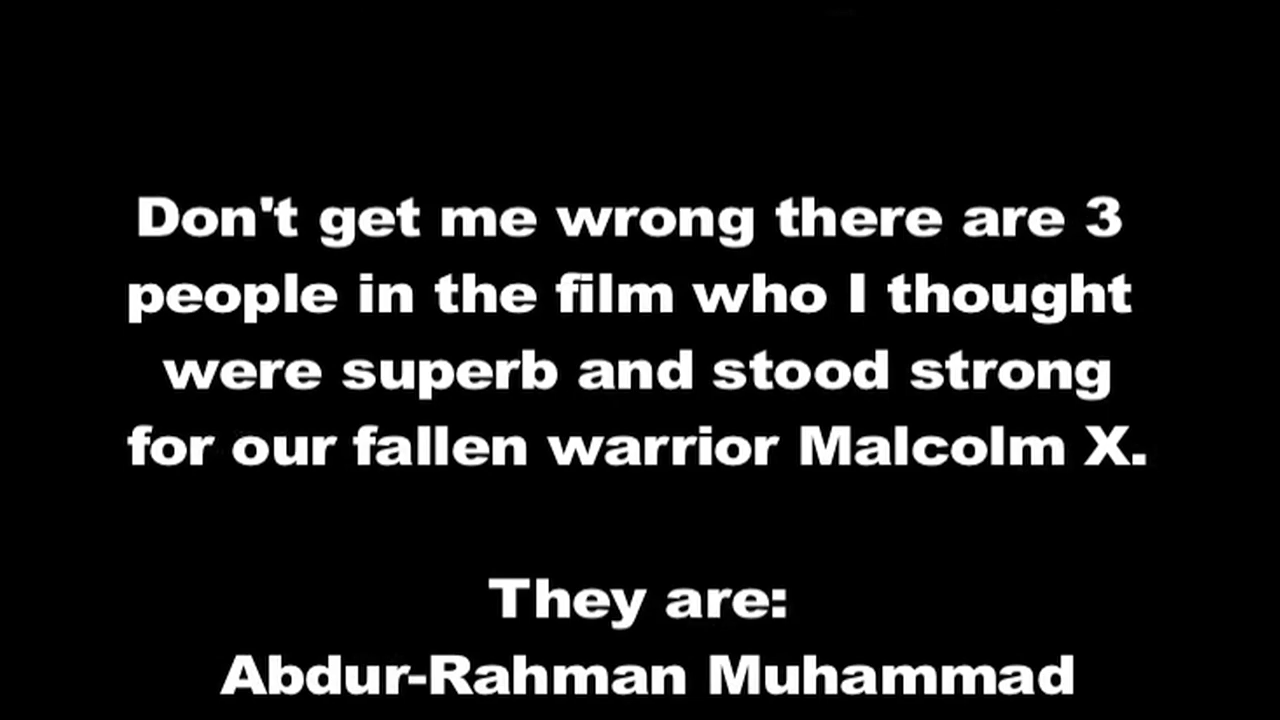 Don't get me wrong there are 3
people in the film who I thought
were superb and stood strong
for our fallen warrior Malcolm X.
They are:
Abdur-Rahman Muhammad